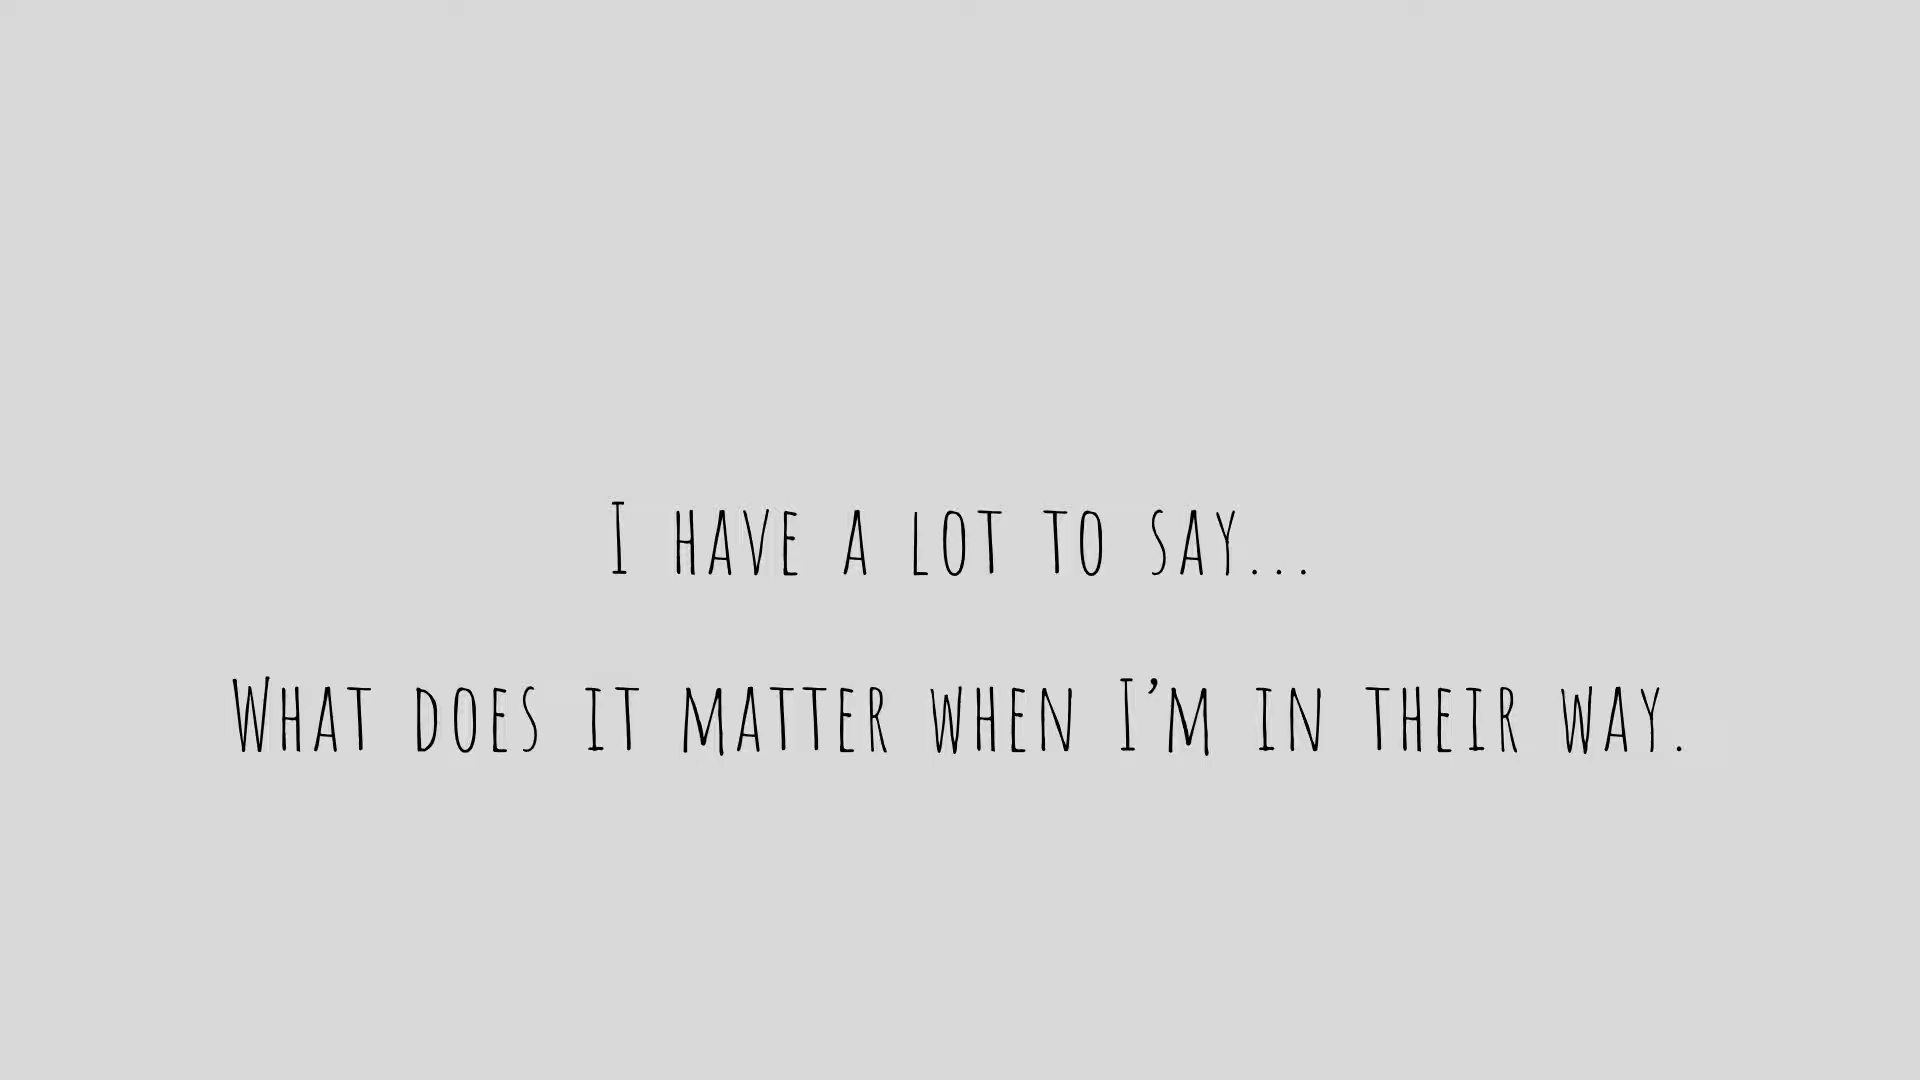 I have a lot to say...
What does it matter when I’m in their way.